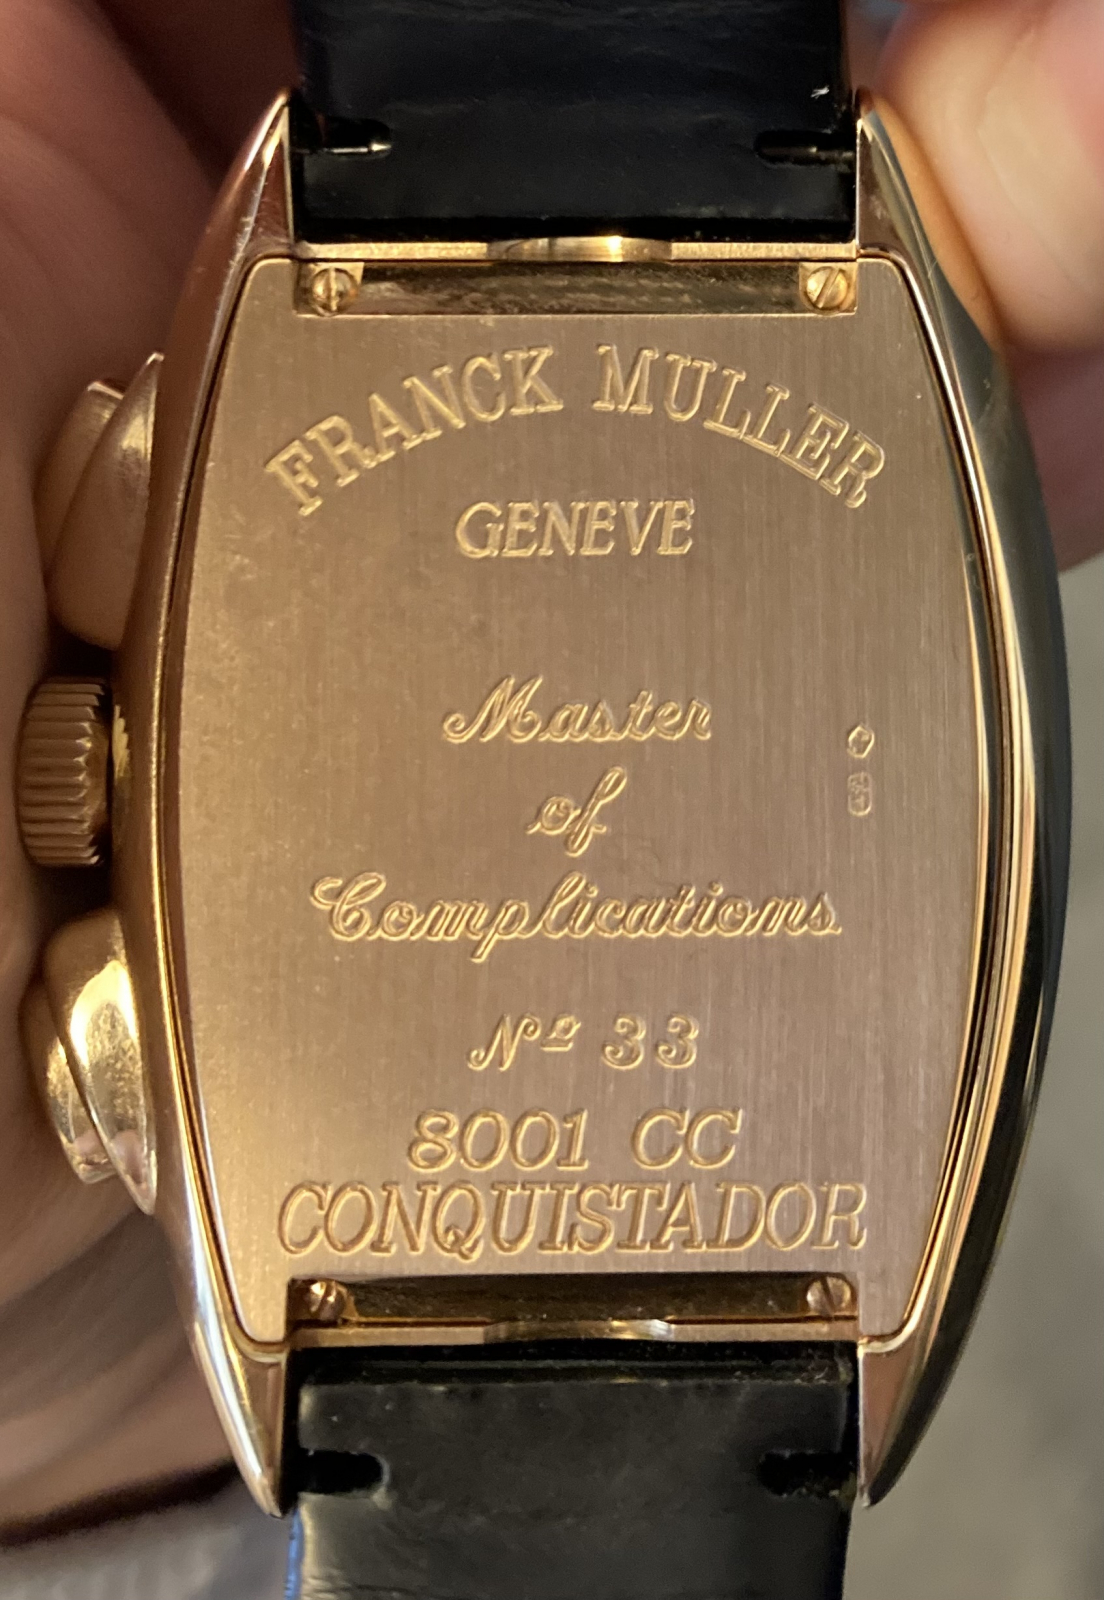 FRANCK MULLER
GENEVE
Master
of
Complications
Nº 33
8001 CC
CONQUISTADOR